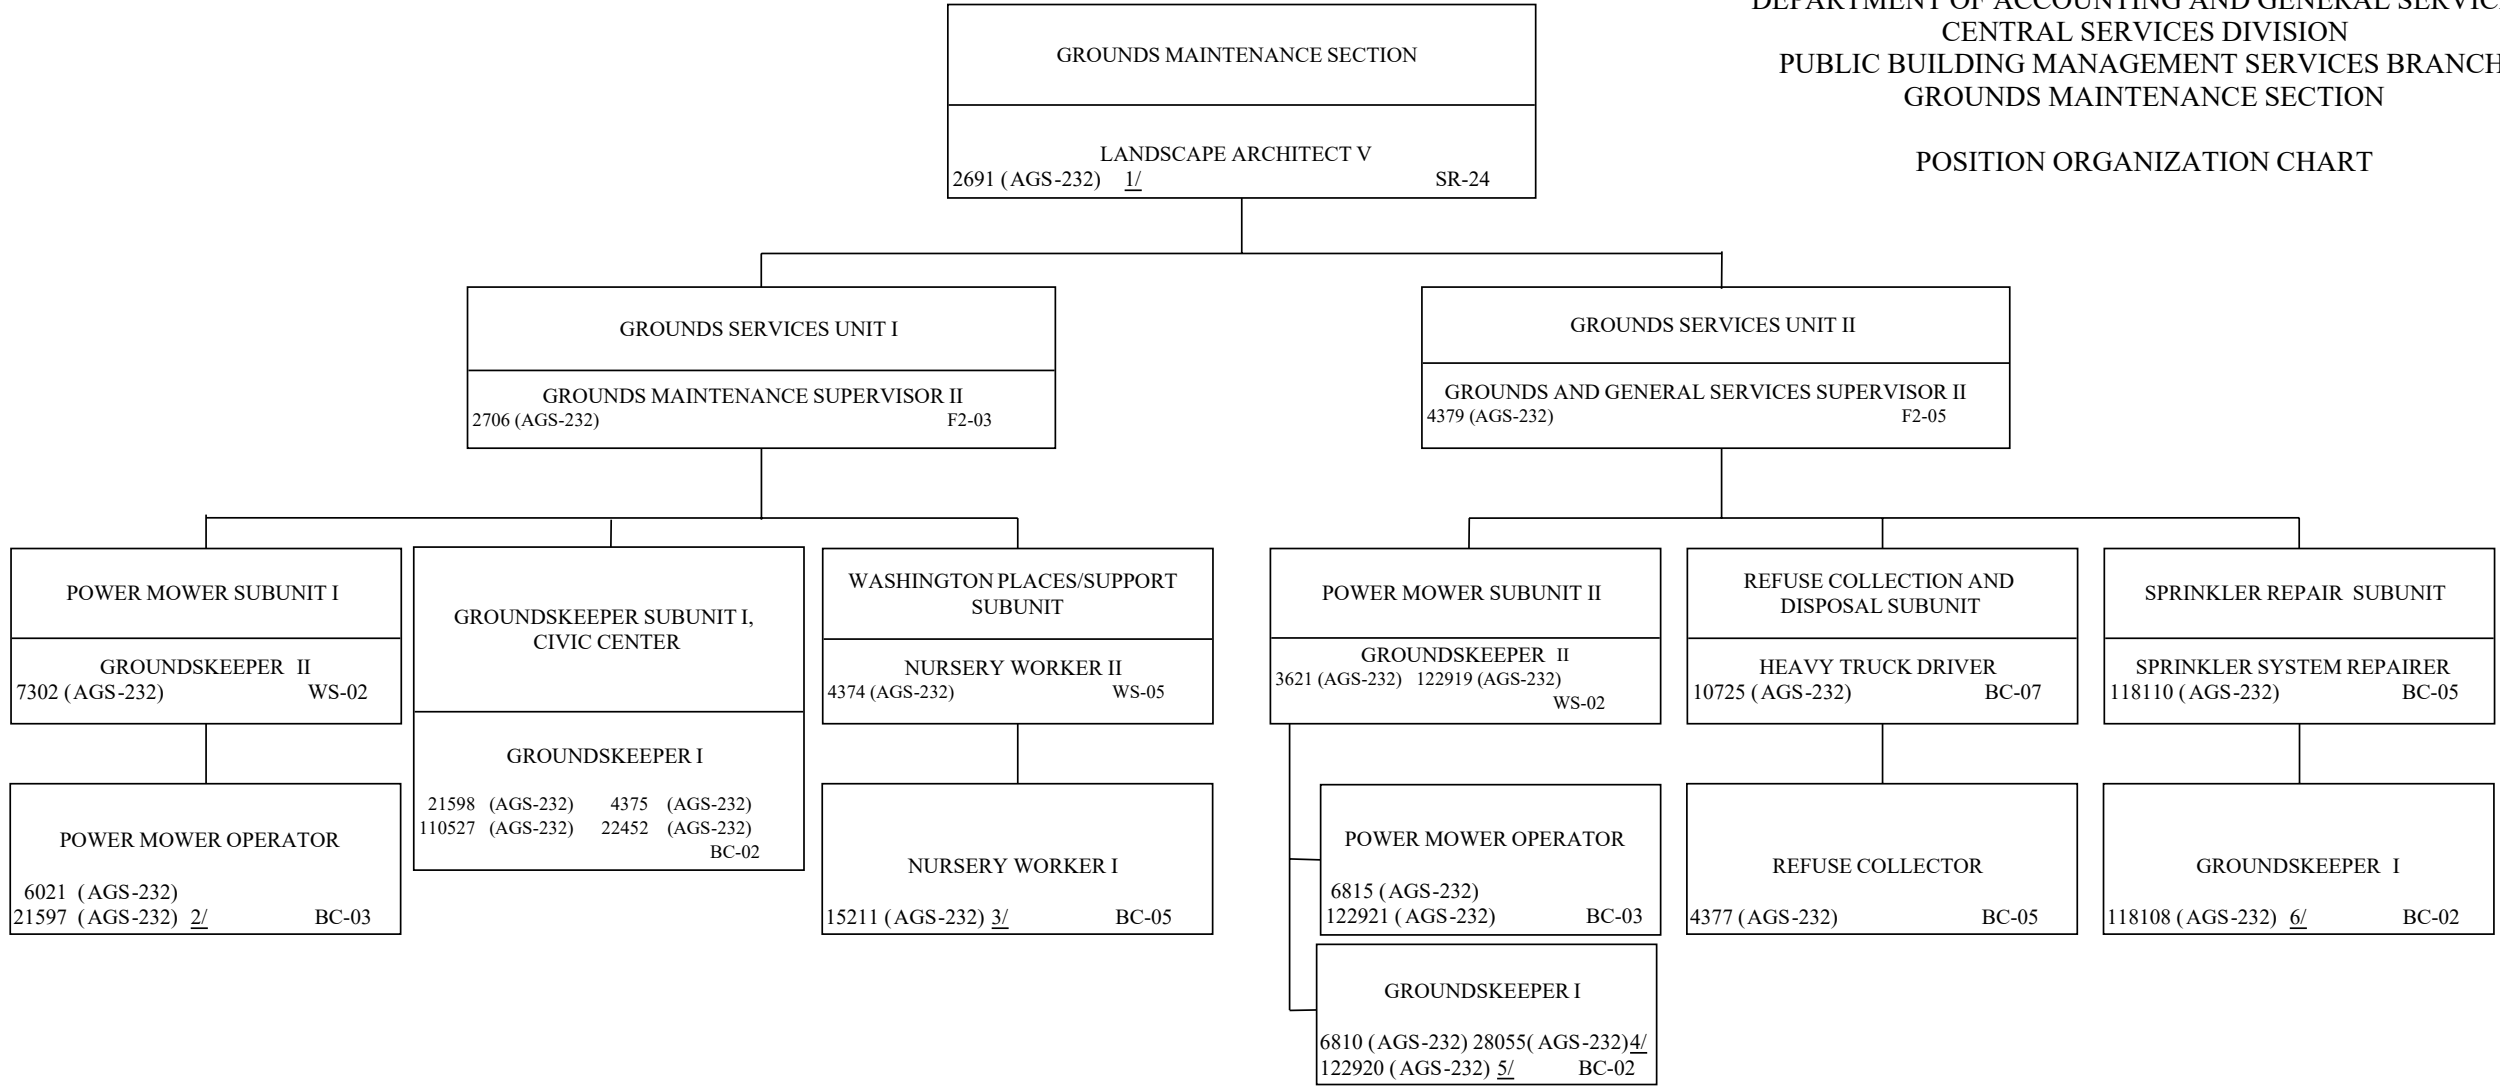 DEPARTMENT OF ACCOUNTING AND GENERAL
CENTRAL SERVICES DIVISION
PUBLIC BUILDING MANAGEMENT SERVICES BRANCH
GROUNDS MAINTENANCE SECTION
POSITION ORGANIZATION CHART
GROUNDS MAINTENANCE SECTION
LANDSCAPE ARCHITECT V
2691 (AGS-232) 1/ SR-24
GROUNDS SERVICES UNIT I
GROUNDS MAINTENANCE SUPERVISOR II
2706 (AGS-232) F2-03
GROUNDS SERVICES UNIT II
GROUNDS AND GENERAL SERVICES SUPERVISOR II
4379 (AGS-232) F2-05
POWER MOWER SUBUNIT I
GROUNDSKEEPER II
7302 (AGS-232) WS-02
POWER MOWER OPERATOR
6021 (AGS-232)
21597 (AGS-232) 2/ BC-03
GROUNDSKEEPER SUBUNIT I,
CIVIC CENTER
GROUNDSKEEPER I
21598 (AGS-232) 4375 (AGS-232)
110527 (AGS-232) 22452 (AGS-232)
BC-02
WASHINGTON PLACES/SUPPORT
SUBUNIT
NURSERY WORKER II
4374 (AGS-232) WS-05
NURSERY WORKER I
15211 (AGS-232) 3/ BC-05
POWER MOWER SUBUNIT II
GROUNDSKEEPER II
3621 (AGS-232) 122919 (AGS-232)
WS-02
POWER MOWER OPERATOR
6815 (AGS-232)
122921 (AGS-232) BC-03
GROUNDSKEEPER I
6810 (AGS-232) 28055( AGS-232)4/
122920 (AGS-232) 5/ BC-02
REFUSE COLLECTION AND
DISPOSAL SUBUNIT
HEAVY TRUCK DRIVER
10725 (AGS-232) BC-07
REFUSE COLLECTOR
4377 (AGS-232) BC-05
SPRINKLER REPAIR SUBUNIT
SPRINKLER SYSTEM REPAIRER
118110 (AGS-232) BC-05
GROUNDSKEEPER I
118108 (AGS-232) 6/ BC-02